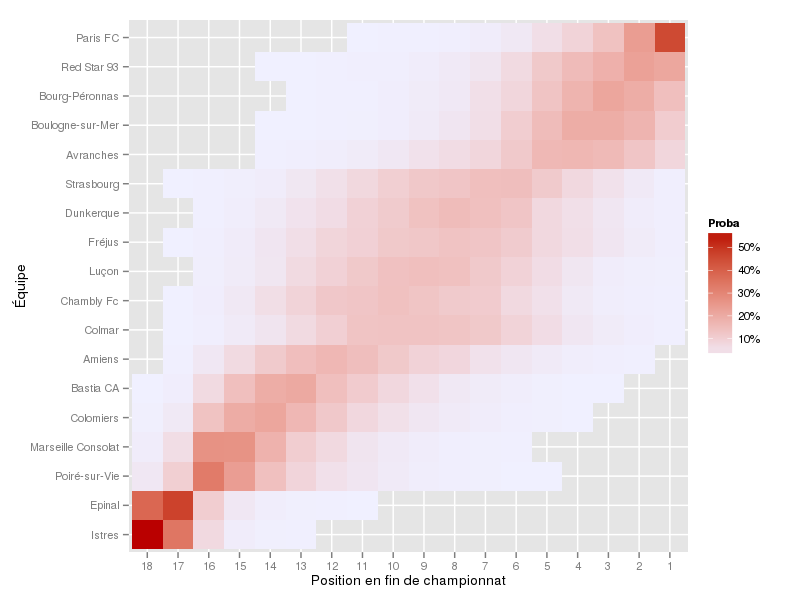 Paris FC
Red Star 93
Bourg-Péronnas
Boulogne-sur-Mer
Avranches
Strasbourg
Dunkerque
Fréjus
Luçon
Chambly Fc
Colmar
Amiens
Bastia CA
Colomiers
Marseille Consolat
Poiré-sur-Vie
Epinal
Istres
Équipe
18 17 16 15 14 13 12 11 10 9 8 7 6 5 4 3 2 1
Position en fin de championnat
Proba
50%
40%
30%
20%
10%